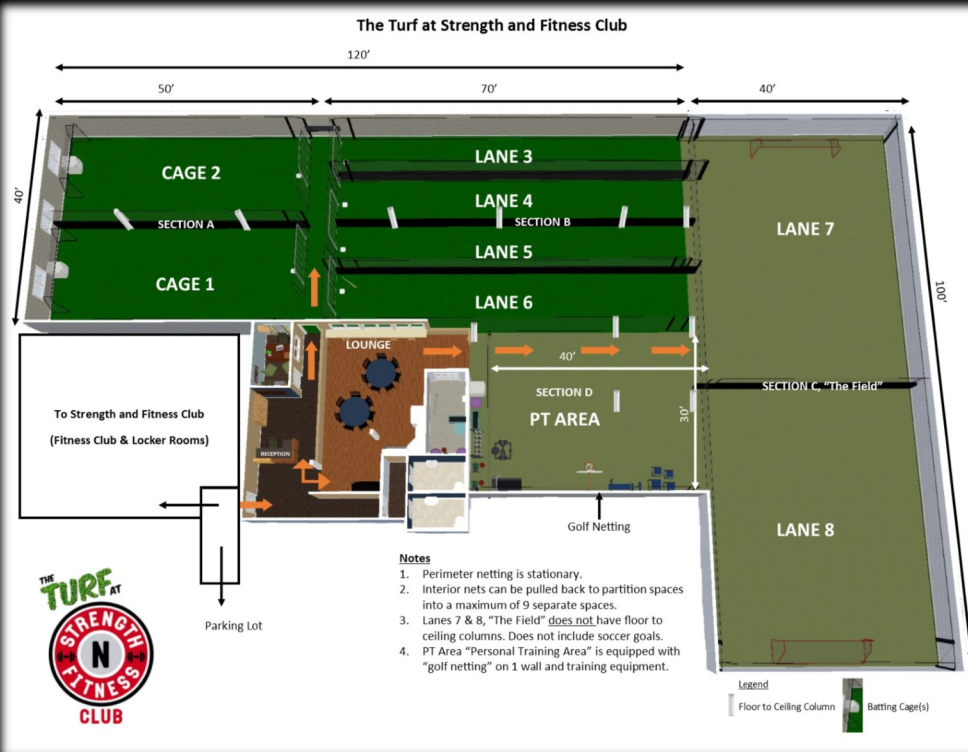 The Turf at Strength and Fitness Club
120’
50’
70’
40’
40’
CAGE 2
LANE 3
LANE 4
SECTION A
SECTION B
LANE 7
LANE 5
CAGE 1
LANE 6
100’
LOUNGE
40’
SECTION D
SECTION C, “The Field”
To Strength and Fitness Club
(Fitness Club & Locker Rooms)
PT AREA
30’
RECEPTION
Golf Netting
LANE 8
Parking Lot
Notes
1. Perimeter netting is stationary.
2. Interior nets can be pulled back to partition spaces
into a maximum of 9 separate spaces.
3. Lanes 7 & 8, “The Field” does not have floor to
ceiling columns. Does not include soccer goals.
4. PT Area “Personal Training Area” is equipped with
“golf netting” on 1 wall and training equipment.
THE TURF AT
STRENGTH
N
FITNESS
CLUB
Legend
Floor to Ceiling Column
Batting Cage(s)